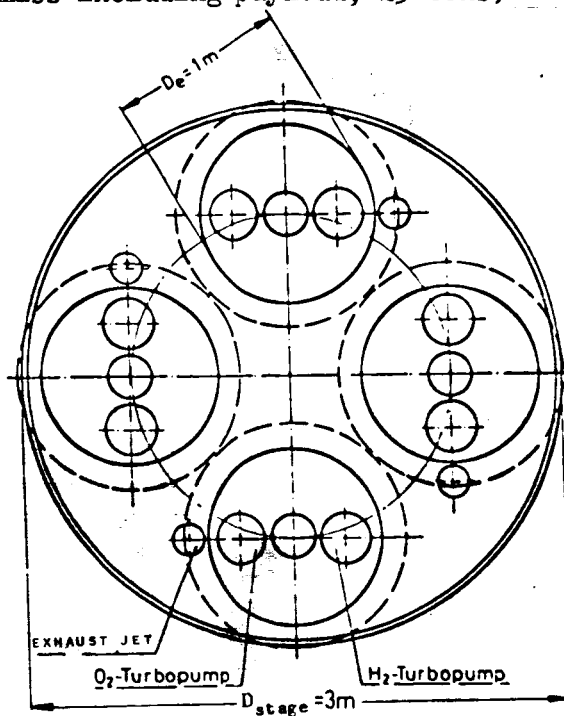 De=1m
EXHAUST JET
O2-Turbopump
H2-Turbopump
Dstage=3m